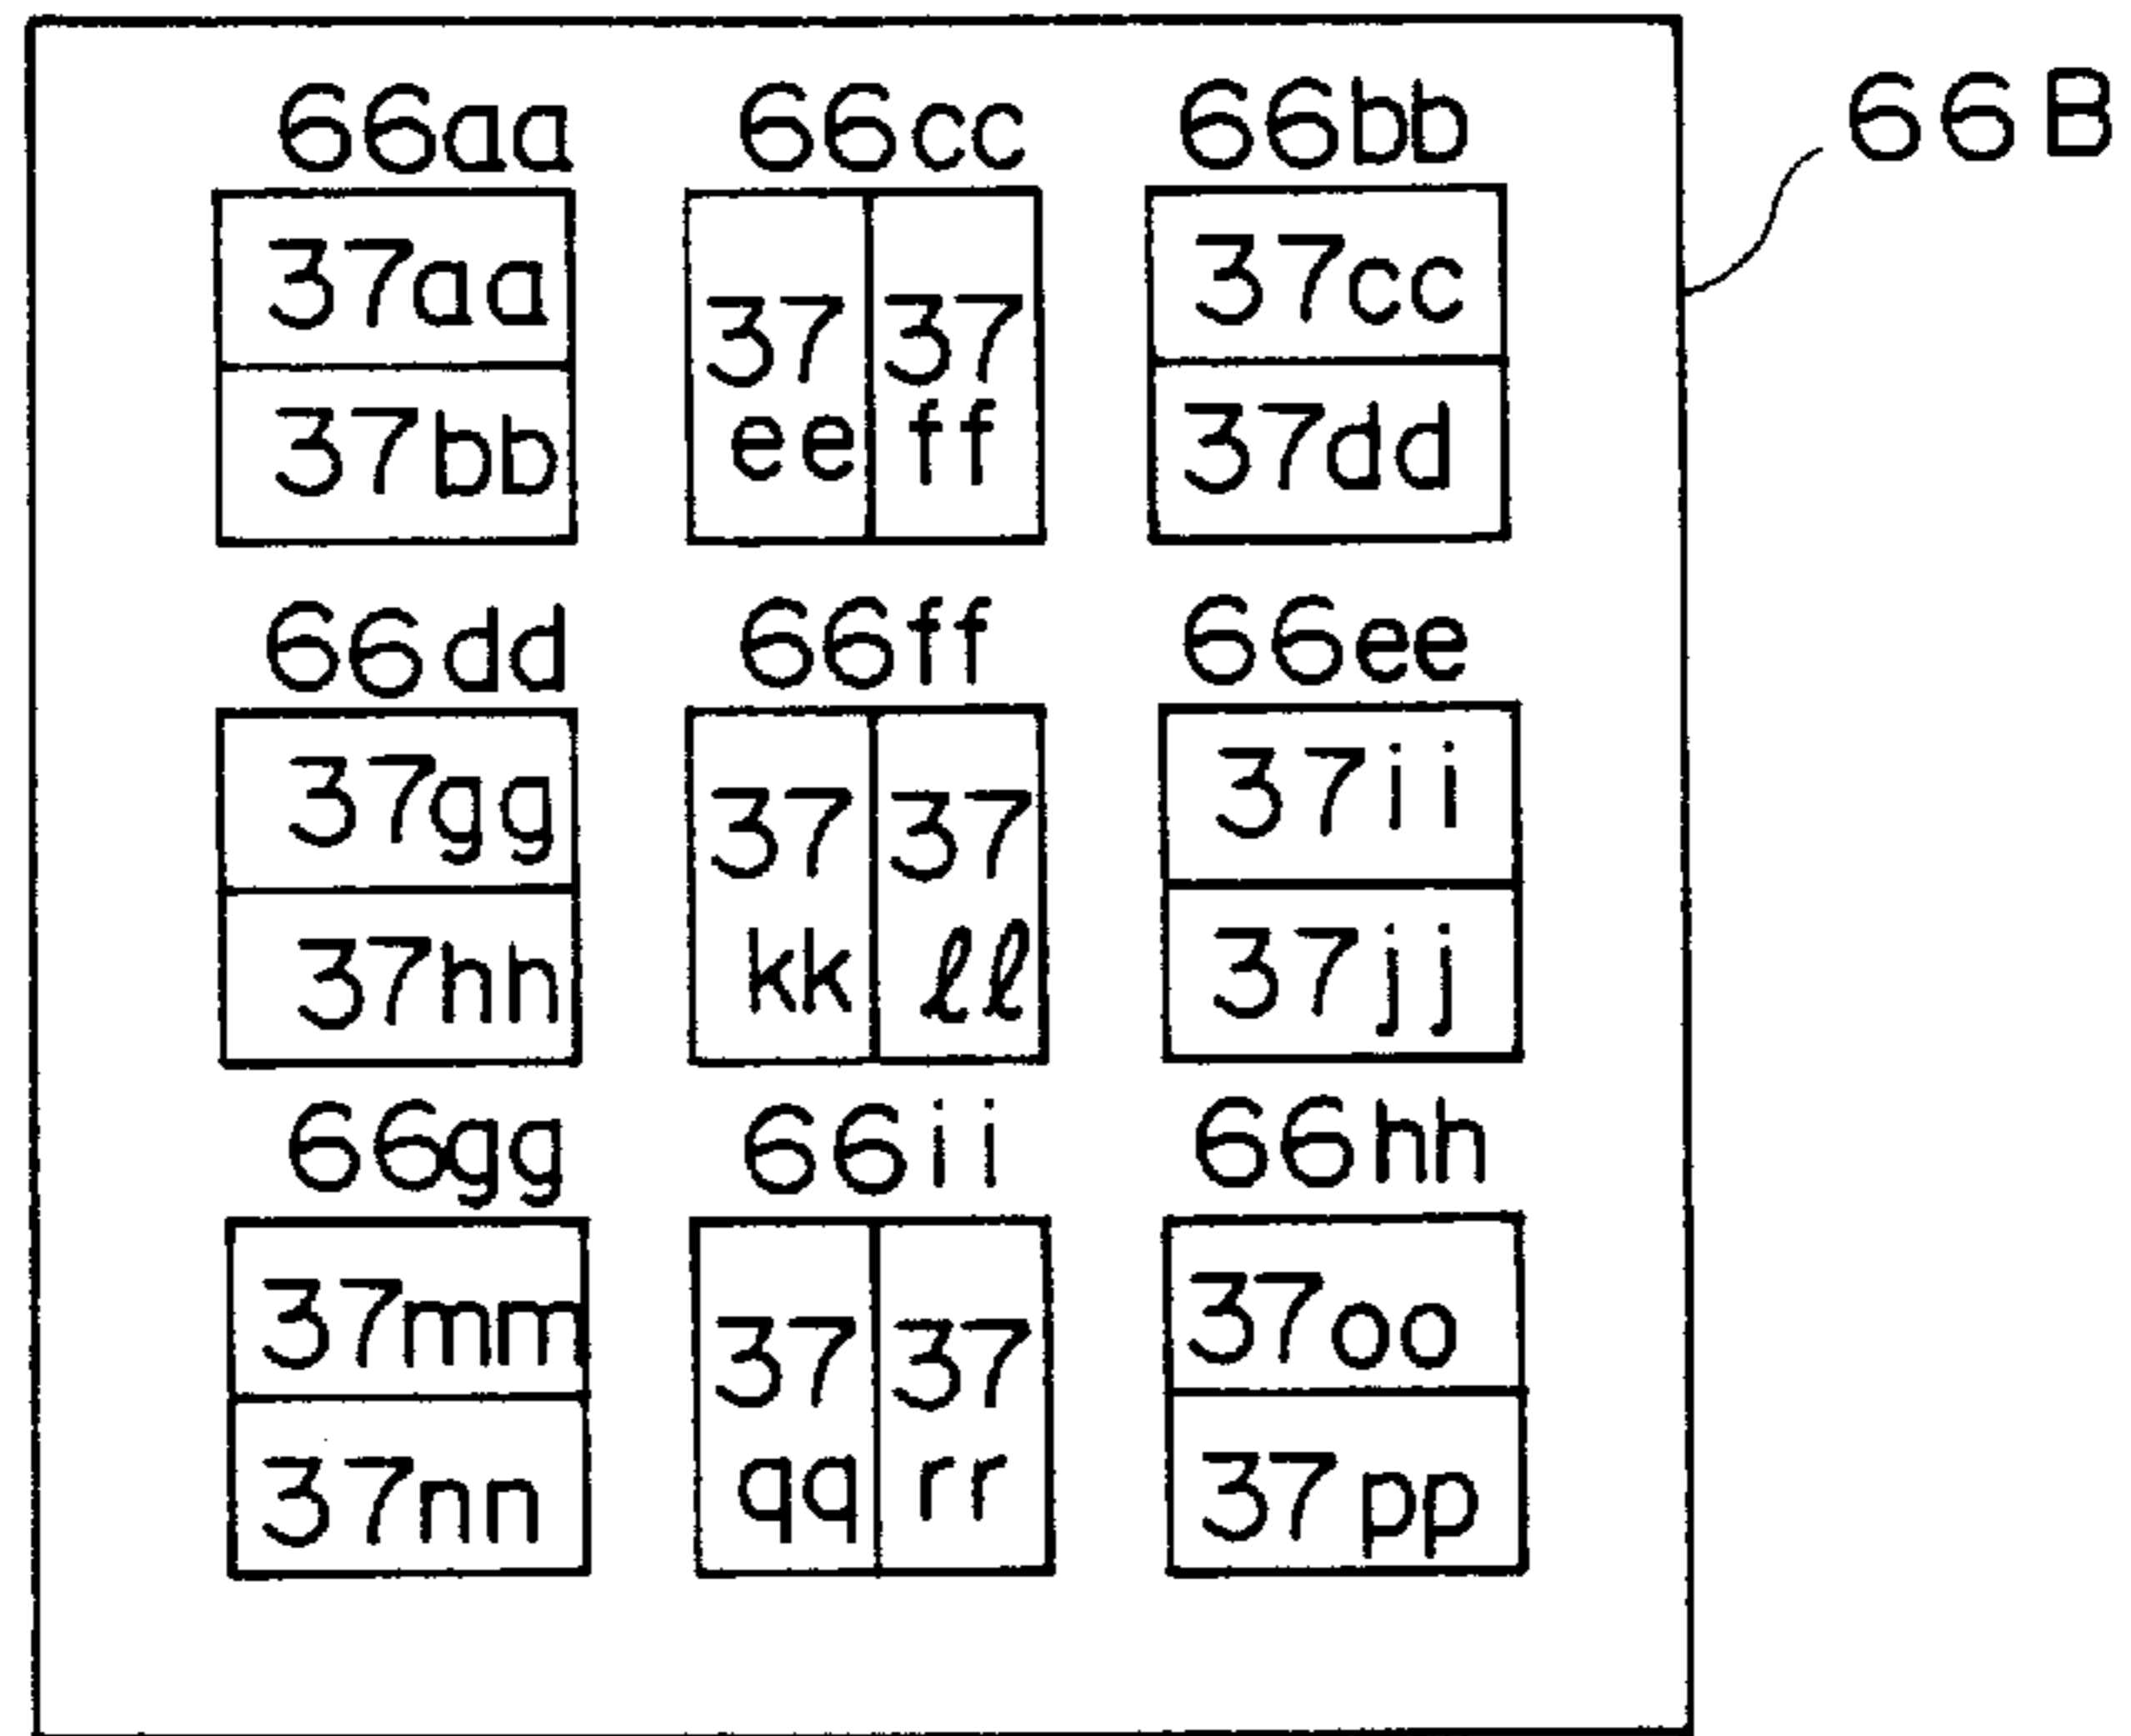 66aa 66cc 66bb 66B
37aa 37 ee 37 ff 37cc
37bb 37dd
66dd 66ff 66ee
37gg 37 kk 37 ℓℓ 37ii
37hh 37jj
66gg 66ii 66hh
37mm 37 qq 37 rr 37oo
37nn 37pp